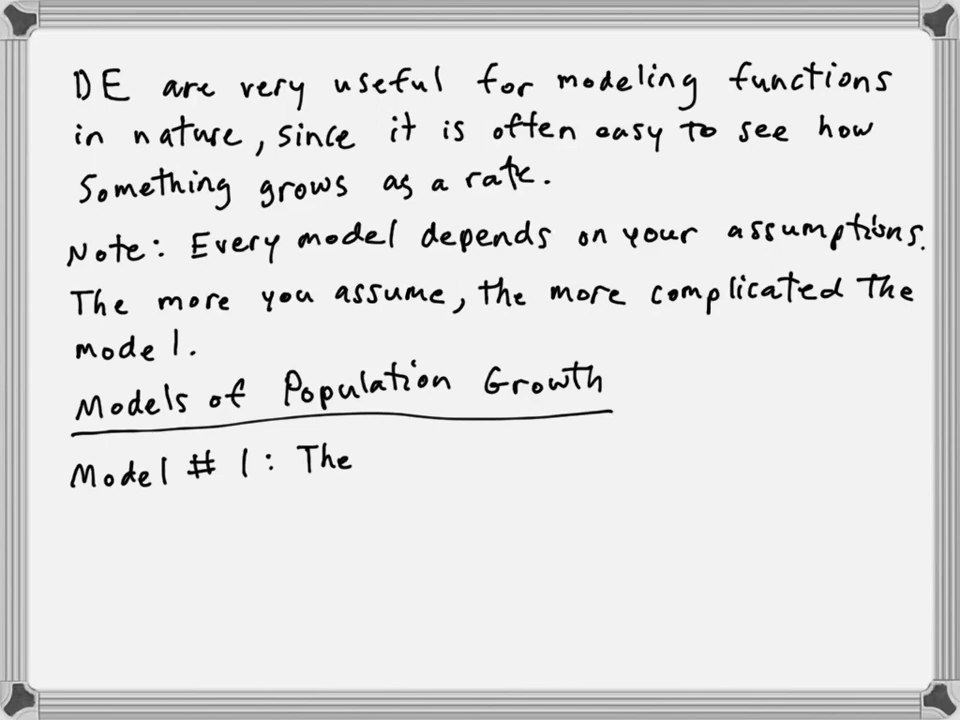 DE are very useful for modeling functions
in nature, since it is often easy to see how
something grows as a rate.
Note: Every model depends on your assumptions.
The more you assume, the more complicated the
model.
Models of Population Growth
Model # 1: The